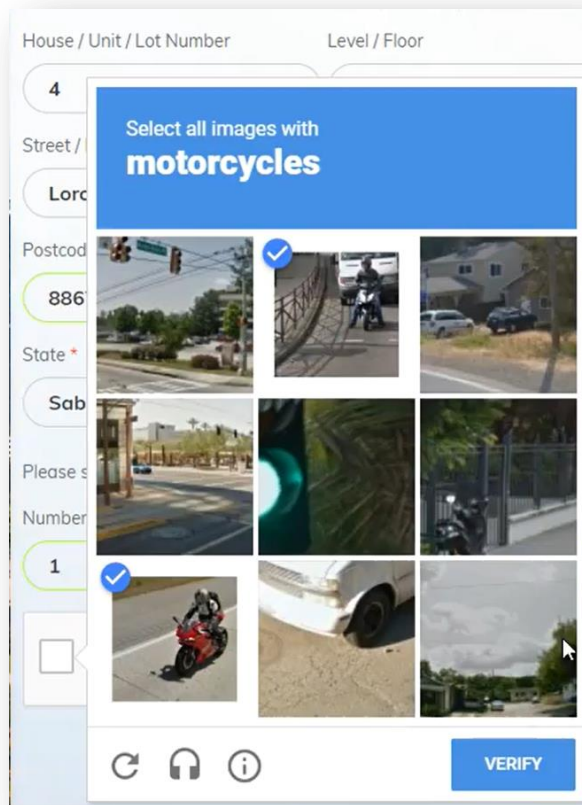 House / Unit / Lot Number
Level / Floor
4
Select all images with
motorcycles
Street /
Lorc
Postcod
886
State *
Sab
Please s
Number
1
VERIFY